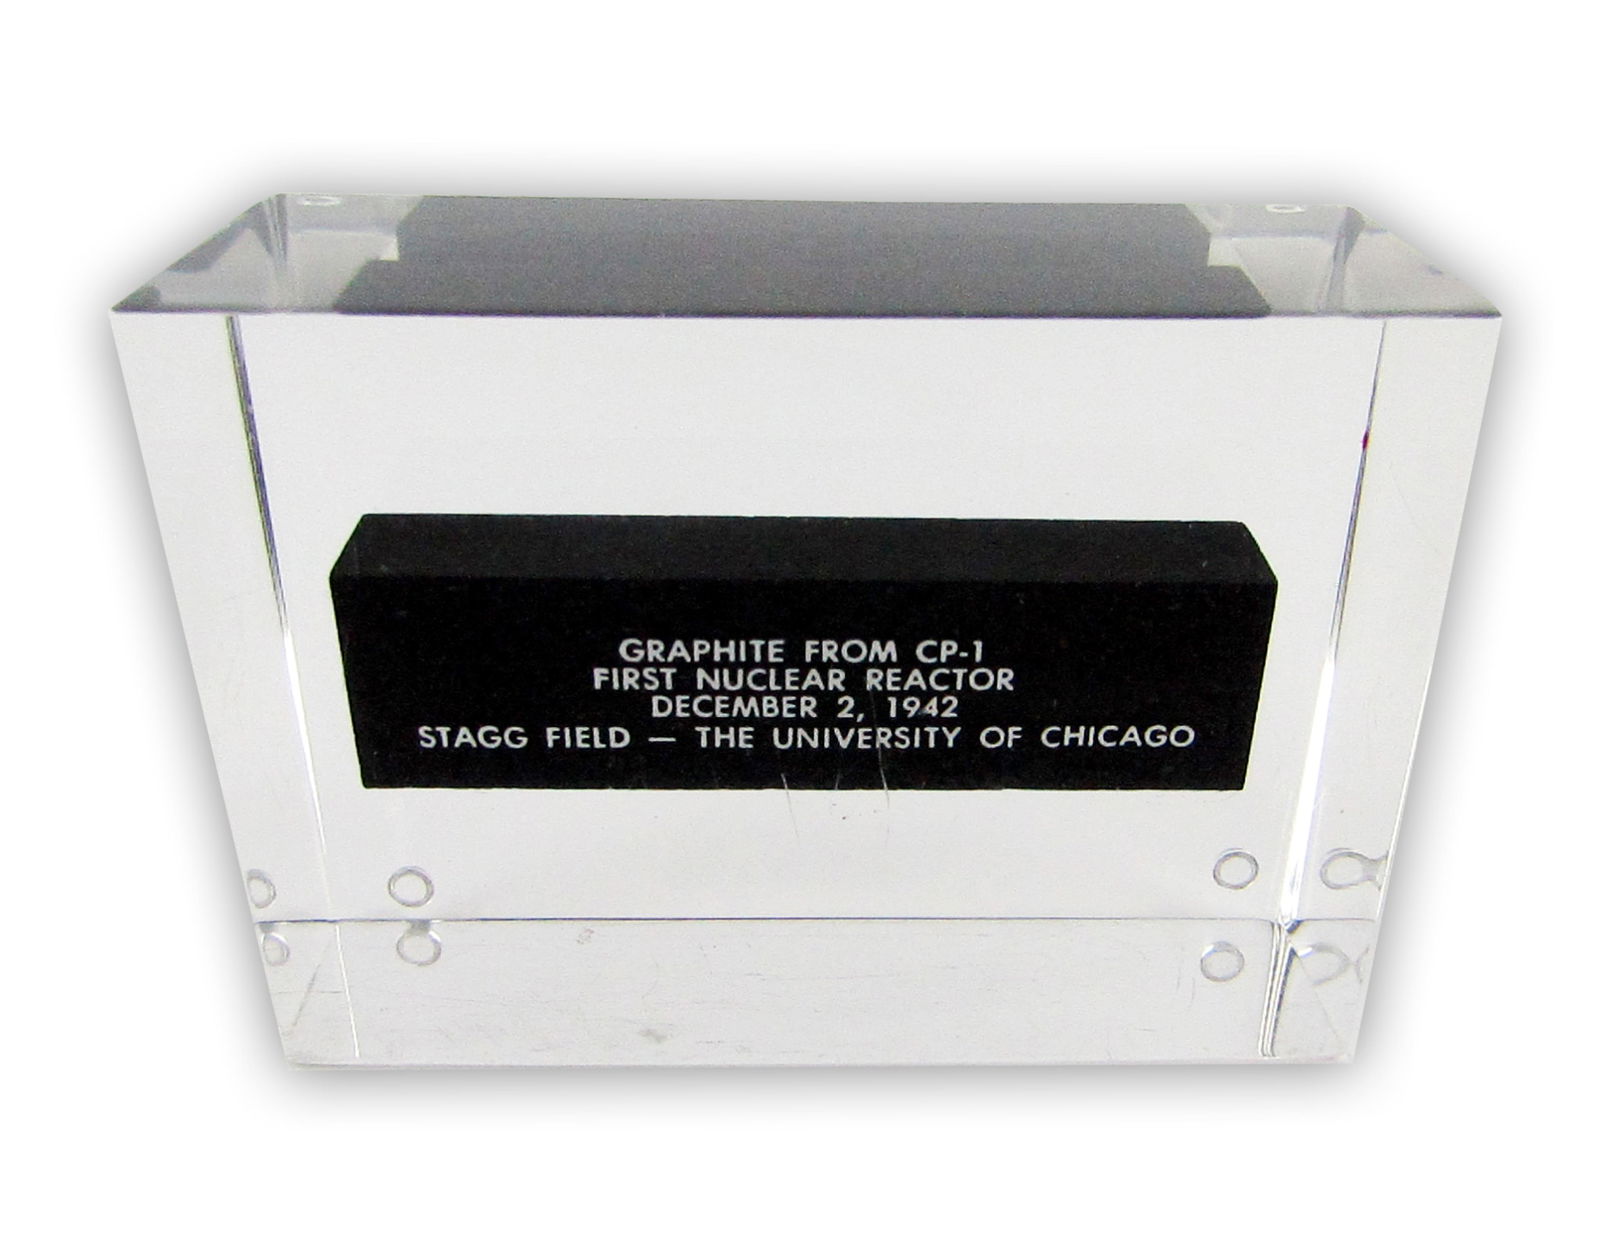 GRAPHITE FROM CP-1
FIRST NUCLEAR REACTOR
DECEMBER 2, 1942
STAGG FIELD — THE UNIVERSITY OF CHICAGO